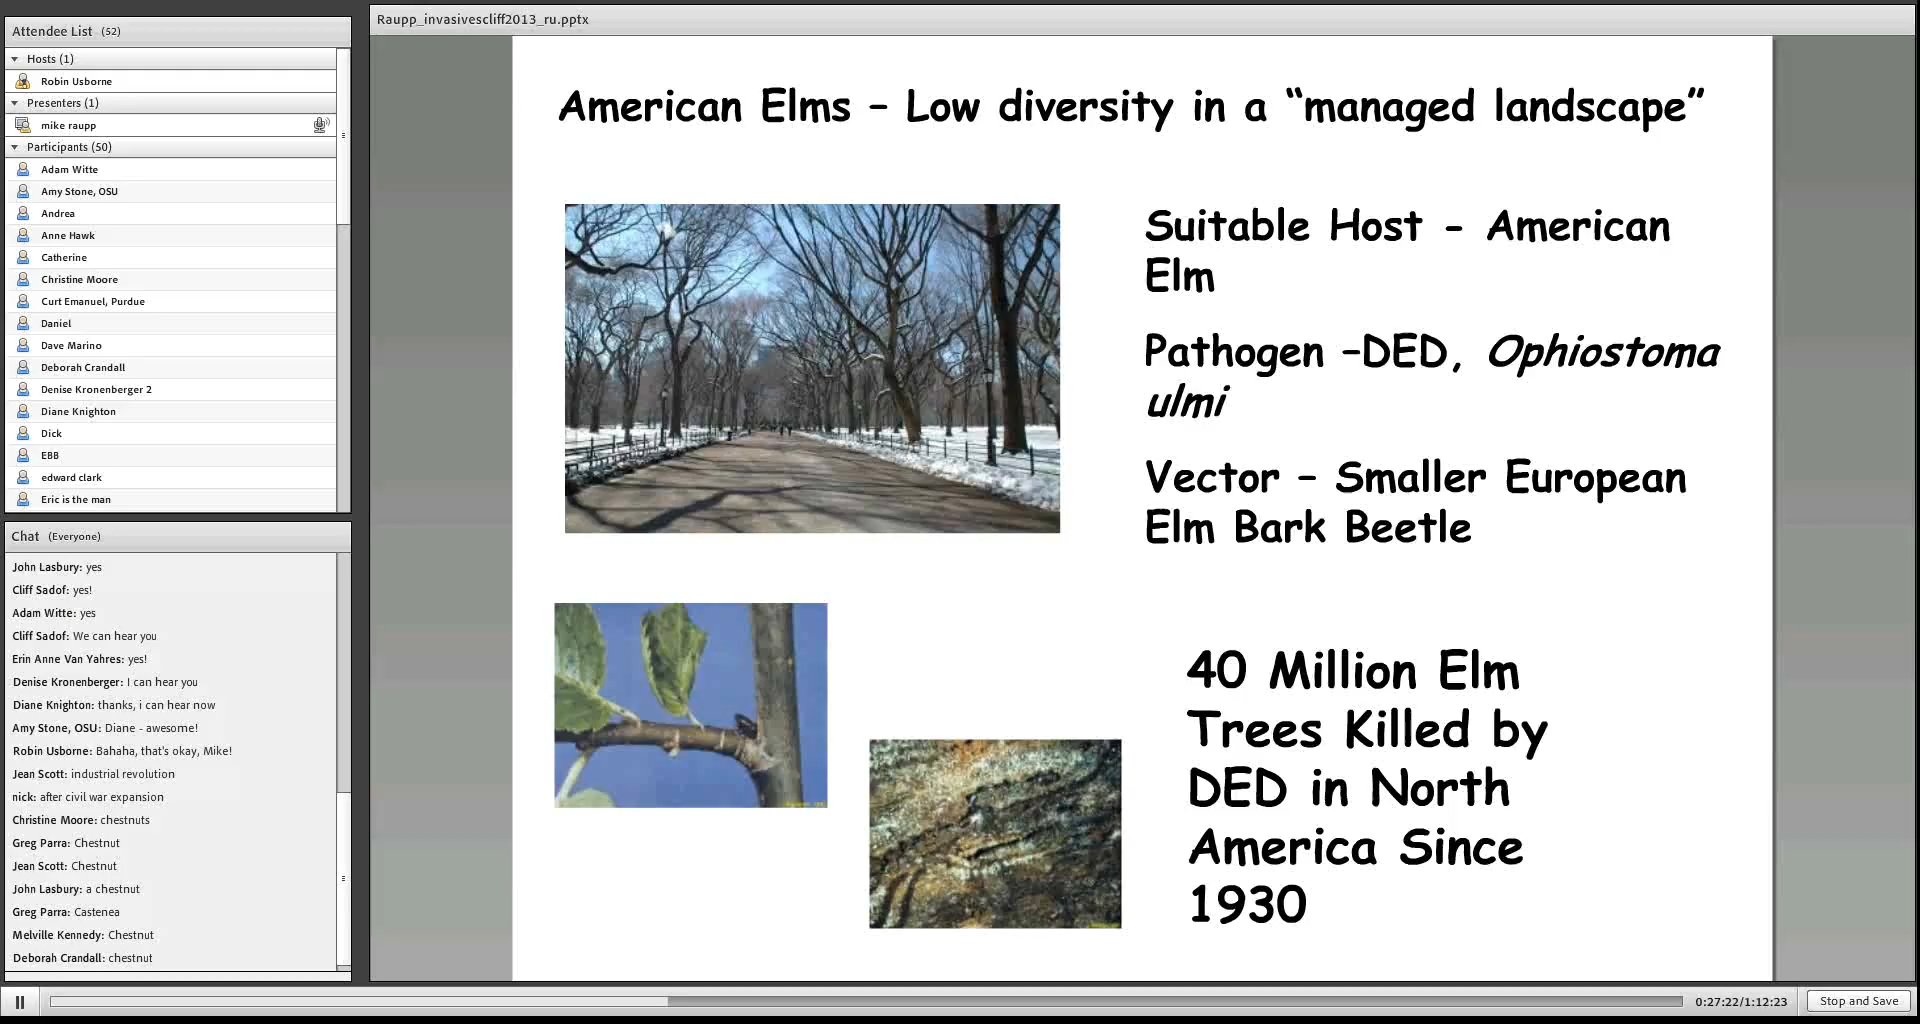 Attendee List (52)
Hosts (1)
Robin Usborne
Presenters (1)
mike raupp
Participants (50)
Adam Witte
Amy Stone, OSU
Andrea
Anne Hawk
Catherine
Christine Moore
Curt Emanuel, Purdue
Daniel
Dave Marino
Deborah Crandall
Denise Kronenberger 2
Diane Knighton
Dick
EBB
edward clark
Eric is the man
Chat (Everyone)
John Lasbury: yes
Cliff Sadof: yes!
Adam Witte: yes
Cliff Sadof: We can hear you
Erin Anne Van Yahres: yes!
Denise Kronenberger: I can hear you
Diane Knighton: thanks, i can hear now
Amy Stone, OSU: Diane - awesome!
Robin Usborne: Bahaha, that's okay, Mike!
Jean Scott: industrial revolution
nick: after civil war expansion
Christine Moore: chestnuts
Greg Parra: Chestnut
Jean Scott: Chestnut
John Lasbury: a chestnut
Greg Parra: Castenea
Melville Kennedy: Chestnut
Deborah Crandall: chestnut
Raupp_invasivescliff2013_ru.pptx
American Elms – Low diversity in a “managed landscape”
Suitable Host - American
Elm
Pathogen –DED, Ophiostoma
ulmi
Vector – Smaller European
Elm Bark Beetle
40 Million Elm
Trees Killed by
DED in North
America Since
1930
0:27:22/1:12:23
Stop and Save